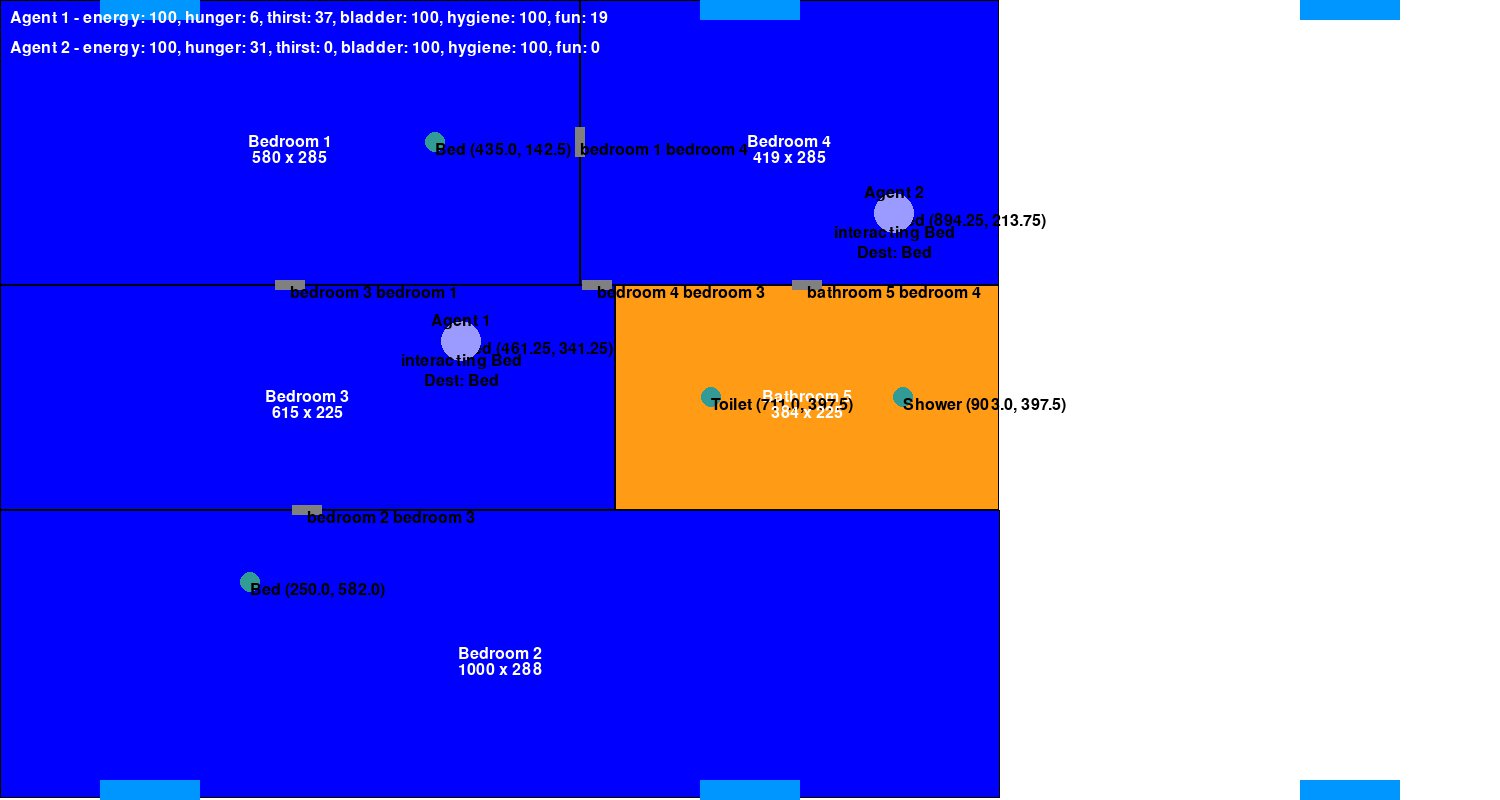 Agent 1 - energy: 100, hunger: 6, thirst: 37, bladder: 100, hygiene: 100, fun: 19
Agent 2 - energy: 100, hunger: 31, thirst: 0, bladder: 100, hygiene: 100, fun: 0
Bedroom 1
580 x 285
Bed (435.0, 142.5)
bedroom 1 bedroom 4
Bedroom 4
419 x 285
Agent 2
(894.25, 213.75)
interacting Bed
Dest: Bed
bedroom 3 bedroom 1
bedroom 4 bedroom 3
bathroom 5 bedroom 4
Agent 1
(461.25, 341.25)
interacting Bed
Dest: Bed
Bedroom 3
615 x 225
Toilet (711.0, 397.5)
Bathroom 5
384 x 225
Shower (903.0, 397.5)
bedroom 2 bedroom 3
Bed (250.0, 582.0)
Bedroom 2
1000 x 288